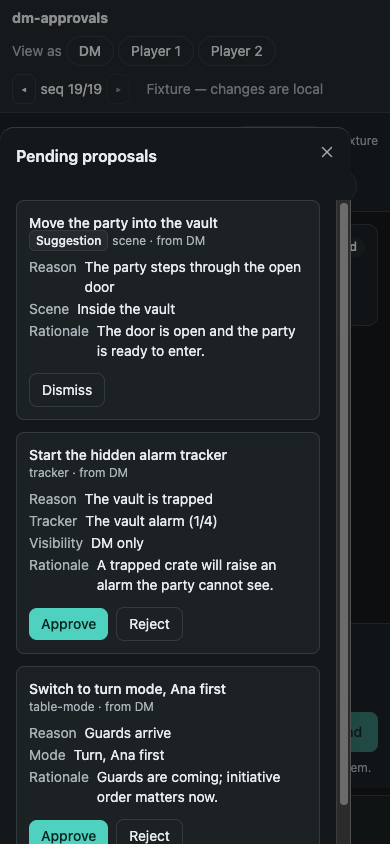 dm-approvals
View as DM Player 1 Player 2
◂ seq 19/19 ▸ Fixture — changes are local
xture
Pending proposals ×
Move the party into the vault
Suggestion scene · from DM
d
Reason The party steps through the open
door
Scene Inside the vault
Rationale The door is open and the party
is ready to enter.
Dismiss
Start the hidden alarm tracker
tracker · from DM
Reason The vault is trapped
Tracker The vault alarm (1/4)
Visibility DM only
Rationale A trapped crate will raise an
alarm the party cannot see.
Approve Reject
Switch to turn mode, Ana first
table-mode · from DM
Reason Guards arrive
nd
Mode Turn, Ana first
em.
Rationale Guards are coming; initiative
order matters now.
Approve Reject